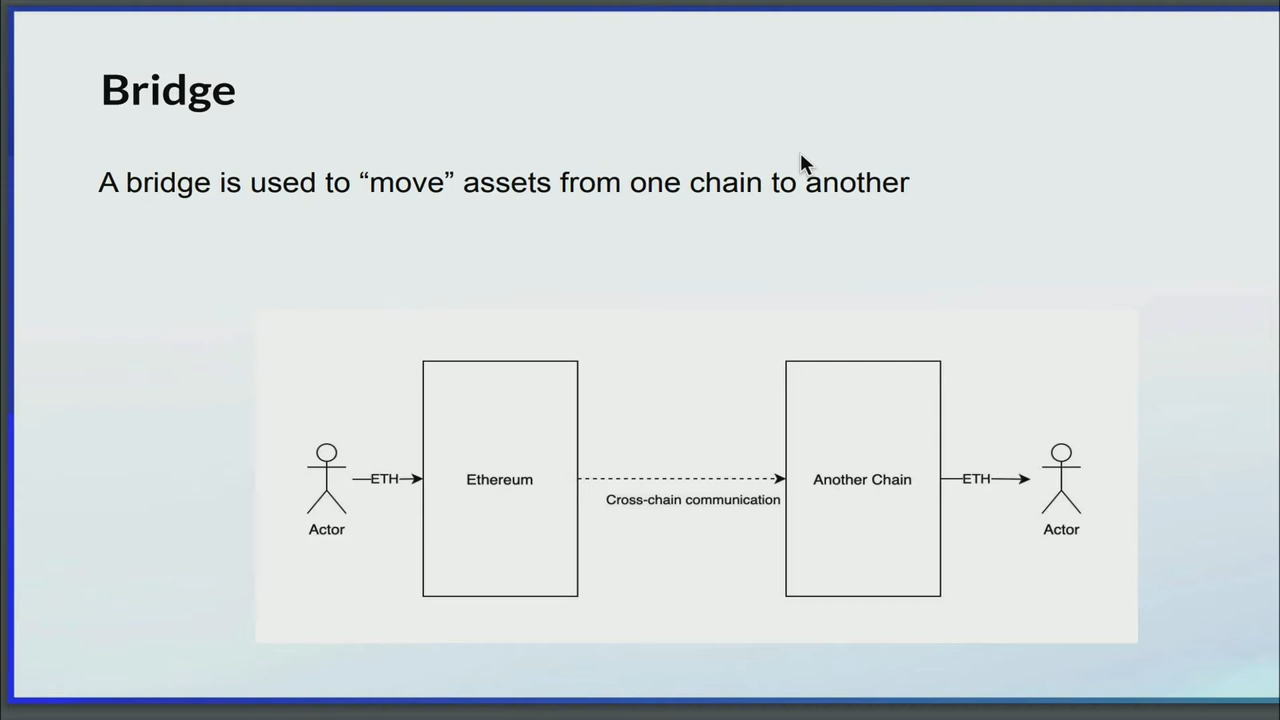 Bridge
A bridge is used to “move” assets from one chain to another
ETH
Ethereum
Another Chain
ETH
Cross-chain communication
Actor
Actor